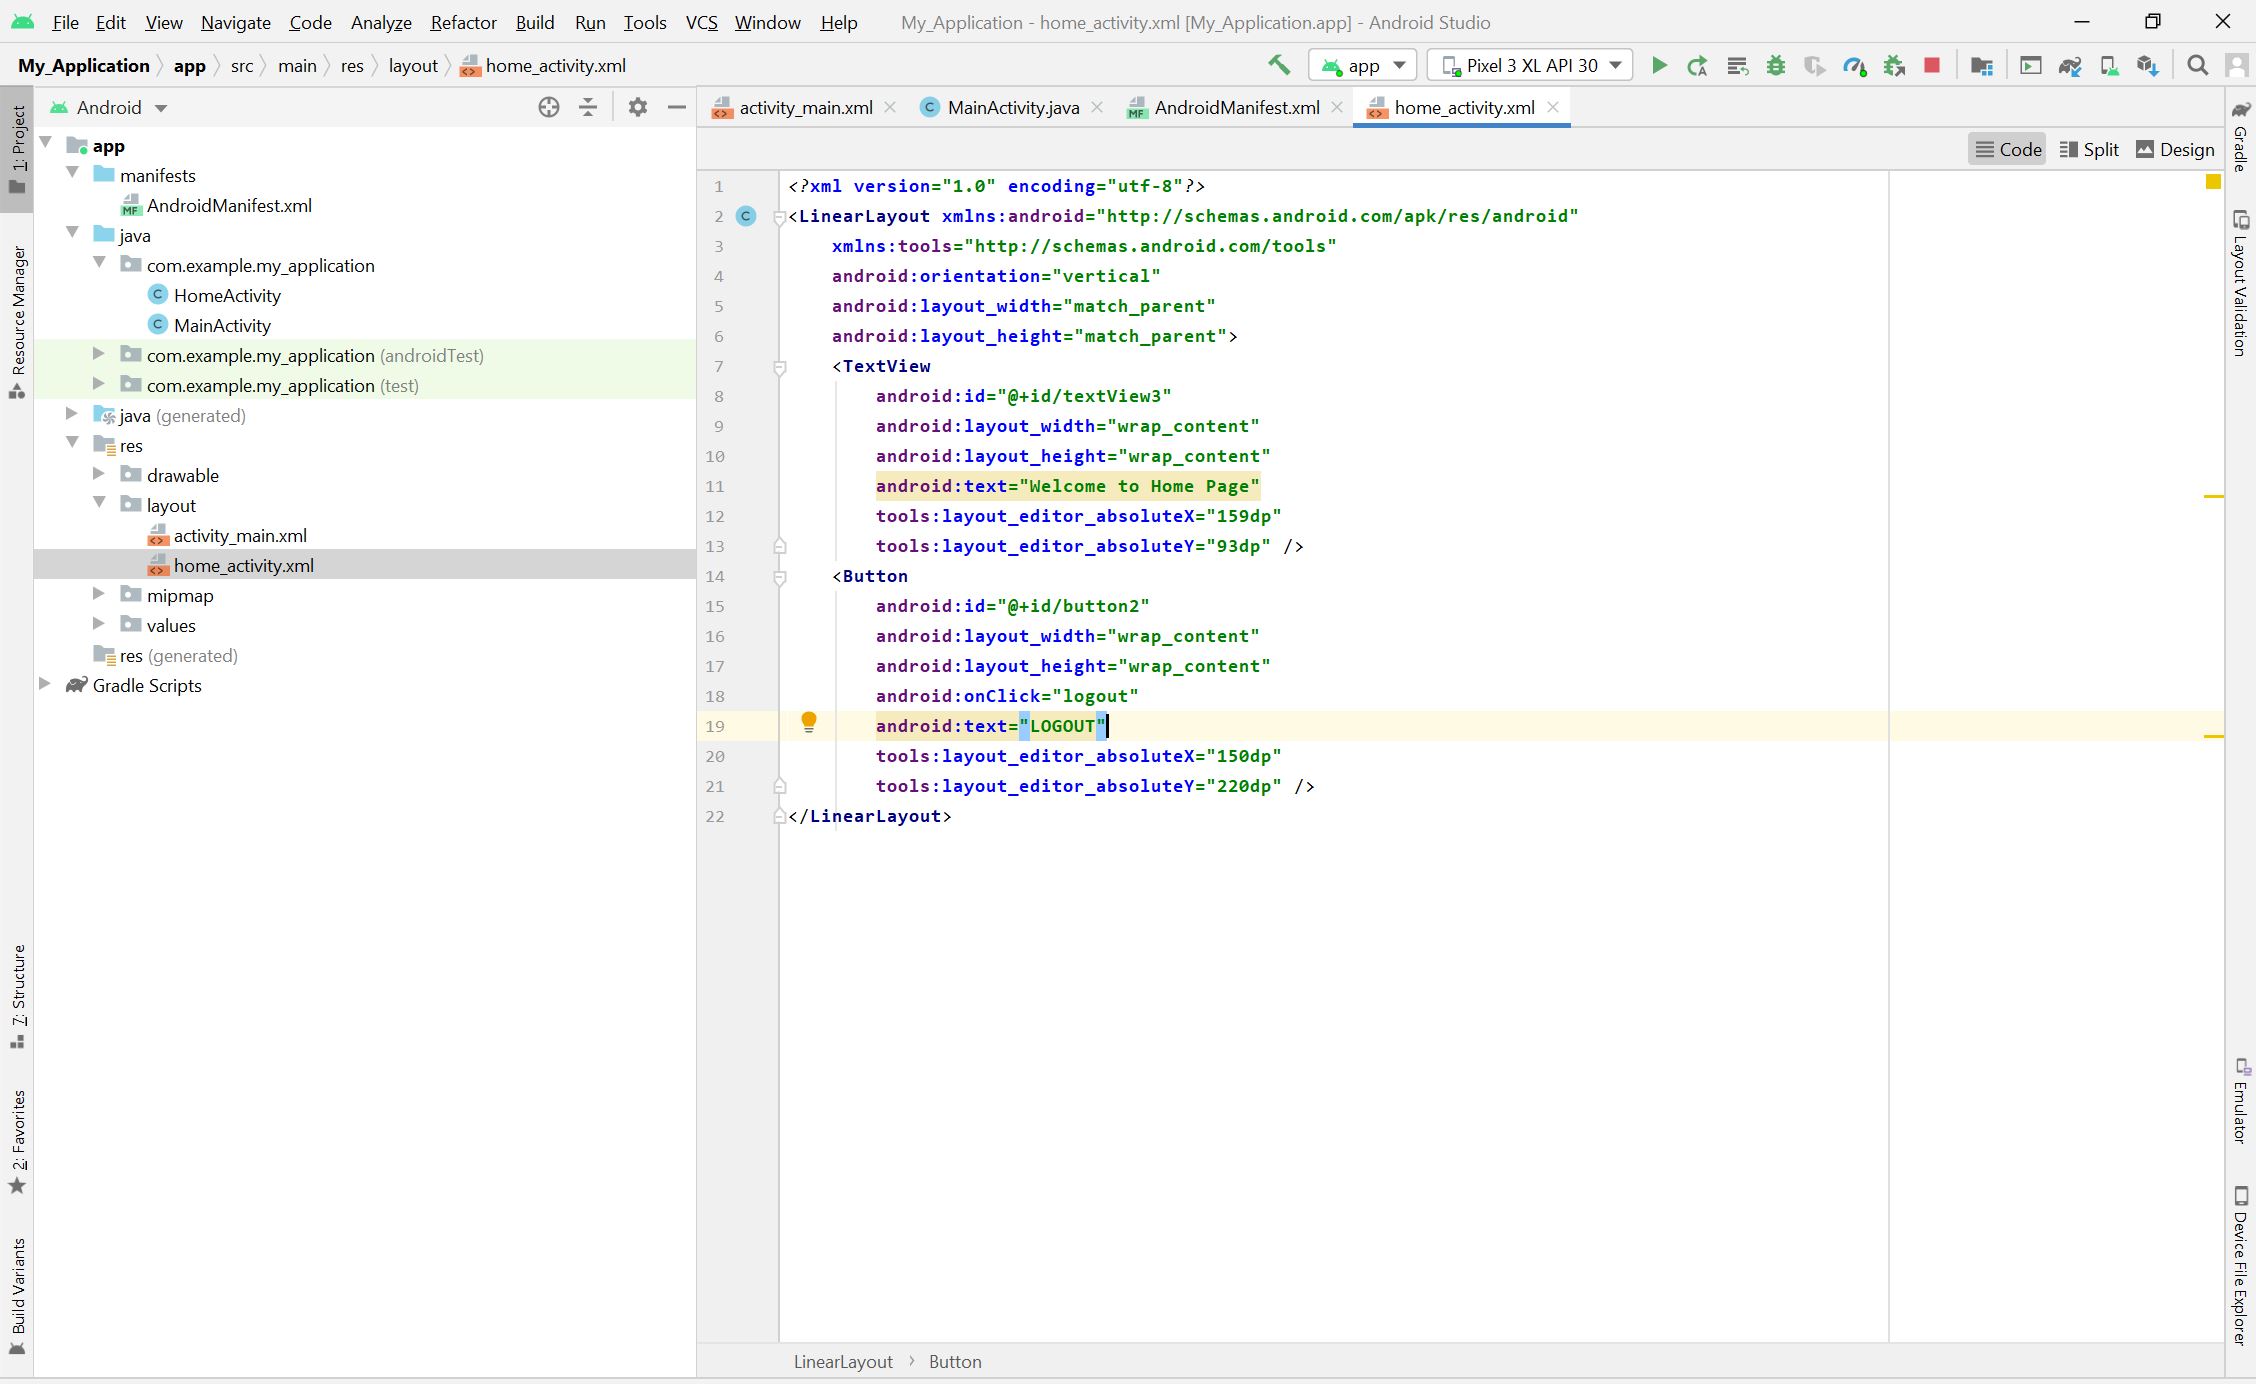 File Edit View Navigate Code Analyze Refactor Build Run Tools VCS Window Help My_Application - home_activity.xml [My_Application.app] - Android Studio
My_Application app src main res layout home_activity.xml app Pixel 3 XL API 30
Android activity_main.xml MainActivity.java AndroidManifest.xml home_activity.xml
Code Split Design
1: Project
Resource Manager
7: Structure
2: Favorites
Build Variants
app
manifests
MF AndroidManifest.xml
java
com.example.my_application
C HomeActivity
C MainActivity
com.example.my_application (androidTest)
com.example.my_application (test)
java (generated)
res
drawable
layout
activity_main.xml
home_activity.xml
mipmap
values
res (generated)
Gradle Scripts
1 <?xml version="1.0" encoding="utf-8"?>
2 C <LinearLayout xmlns:android="http://schemas.android.com/apk/res/android"
3 xmlns:tools="http://schemas.android.com/tools"
4 android:orientation="vertical"
5 android:layout_width="match_parent"
6 android:layout_height="match_parent">
7 <TextView
8 android:id="@+id/textView3"
9 android:layout_width="wrap_content"
10 android:layout_height="wrap_content"
11 android:text="Welcome to Home Page"
12 tools:layout_editor_absoluteX="159dp"
13 tools:layout_editor_absoluteY="93dp" />
14 <Button
15 android:id="@+id/button2"
16 android:layout_width="wrap_content"
17 android:layout_height="wrap_content"
18 android:onClick="logout"
19 android:text="LOGOUT"
20 tools:layout_editor_absoluteX="150dp"
21 tools:layout_editor_absoluteY="220dp" />
22 </LinearLayout>
LinearLayout Button
Gradle
Layout Validation
Emulator
Device File Explorer